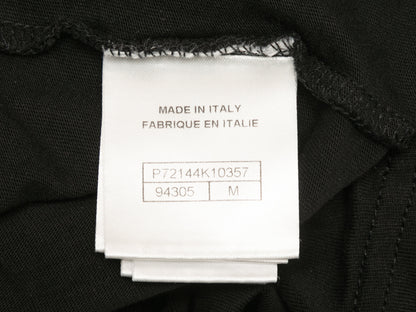 MADE IN ITALY
FABRIQUE EN ITALIE
P72144K10357
94305 M